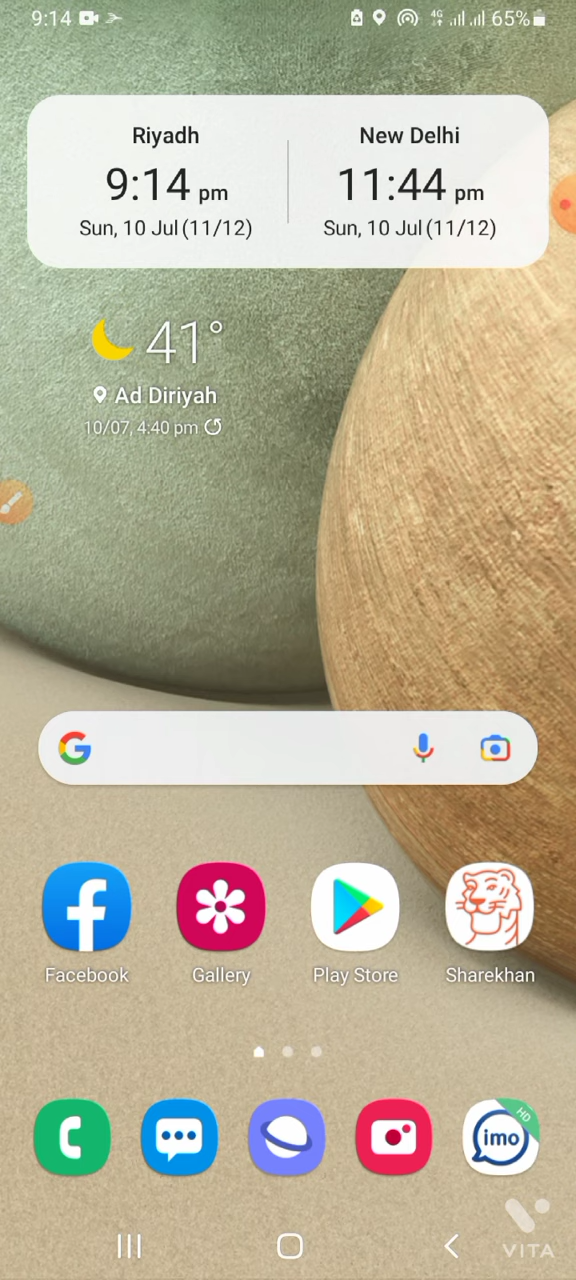 9:14 4G 65%
Riyadh New Delhi
9:14 pm 11:44 pm
Sun, 10 Jul (11/12) Sun, 10 Jul (11/12)
41°
Ad Diriyah
10/07, 4:40 pm
G
Facebook Gallery Play Store Sharekhan
HD
imo
VITA